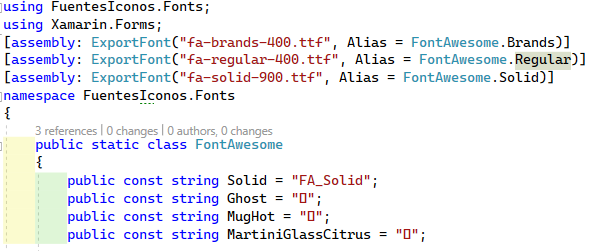 using FuentesIconos.Fonts;
using Xamarin.Forms;
[assembly: ExportFont("fa-brands-400.ttf", Alias = FontAwesome.Brands)]
[assembly: ExportFont("fa-regular-400.ttf", Alias = FontAwesome.Regular)]
[assembly: ExportFont("fa-solid-900.ttf", Alias = FontAwesome.Solid)]
namespace FuentesIconos.Fonts
{
3 references | 0 changes | 0 authors, 0 changes
public static class FontAwesome
{
public const string Solid = "FA_Solid";
public const string Ghost = "▯";
public const string MugHot = "▯";
public const string MartiniGlassCitrus = "▯";